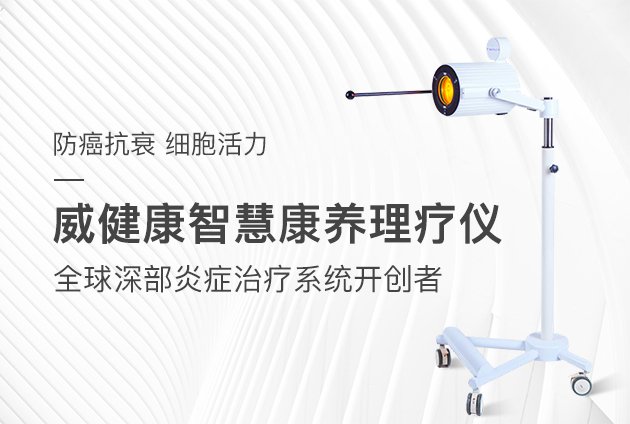 防癌抗衰 细胞活力
威健康智慧康养理疗仪
全球深部炎症治疗系统开创者